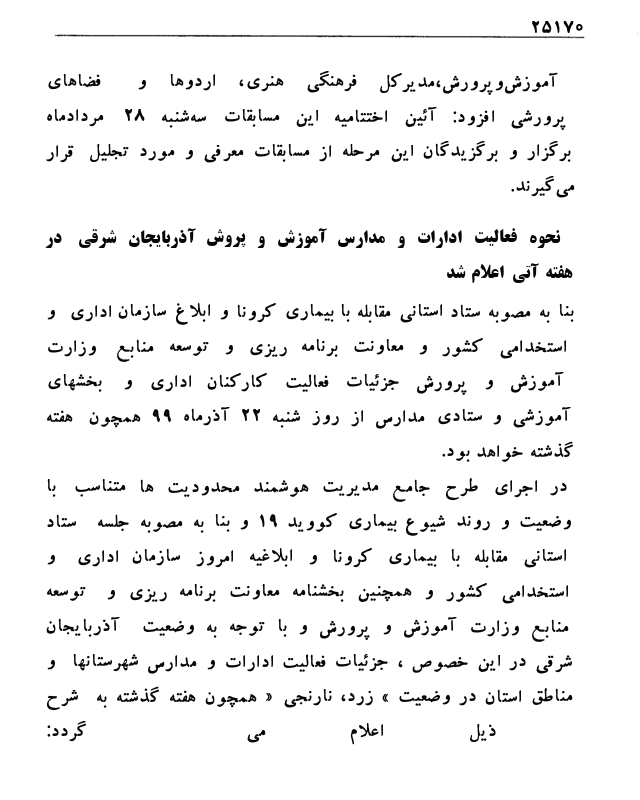 ۲۵۱۷۰
آموزش‌وپرورش،مدیرکل فرهنگی هنری، اردوها و فضاهای
پرورشی افزود: آئین اختتامیه این مسابقات سه‌شنبه ۲۸ مردادماه
برگزار و برگزیدگان این مرحله از مسابقات معرفی و مورد تجلیل قرار
می‌گیرند.
نحوه فعالیت ادارات و مدارس آموزش و پروش آذربایجان شرقی در
هفته آتی اعلام شد
بنا به مصوبه ستاد استانی مقابله با بیماری کرونا و ابلاغ سازمان اداری و
استخدامی کشور و معاونت برنامه ریزی و توسعه منابع وزارت
آموزش و پرورش جزئیات فعالیت کارکنان اداری و بخشهای
آموزشی و ستادی مدارس از روز شنبه ۲۲ آذرماه ۹۹ همچون هفته
گذشته خواهد بود.
در اجرای طرح جامع مدیریت هوشمند محدودیت ها متناسب با
وضعیت و روند شیوع بیماری کووید ۱۹ و بنا به مصوبه جلسه ستاد
استانی مقابله با بیماری کرونا و ابلاغیه امروز سازمان اداری و
استخدامی کشور و همچنین بخشنامه معاونت برنامه ریزی و توسعه
منابع وزارت آموزش و پرورش و با توجه به وضعیت آذربایجان
شرقی در این خصوص ، جزئیات فعالیت ادارات و مدارس شهرستانها و
مناطق استان در وضعیت » زرد، نارنجی « همچون هفته گذشته به شرح
ذیل اعلام می گردد: